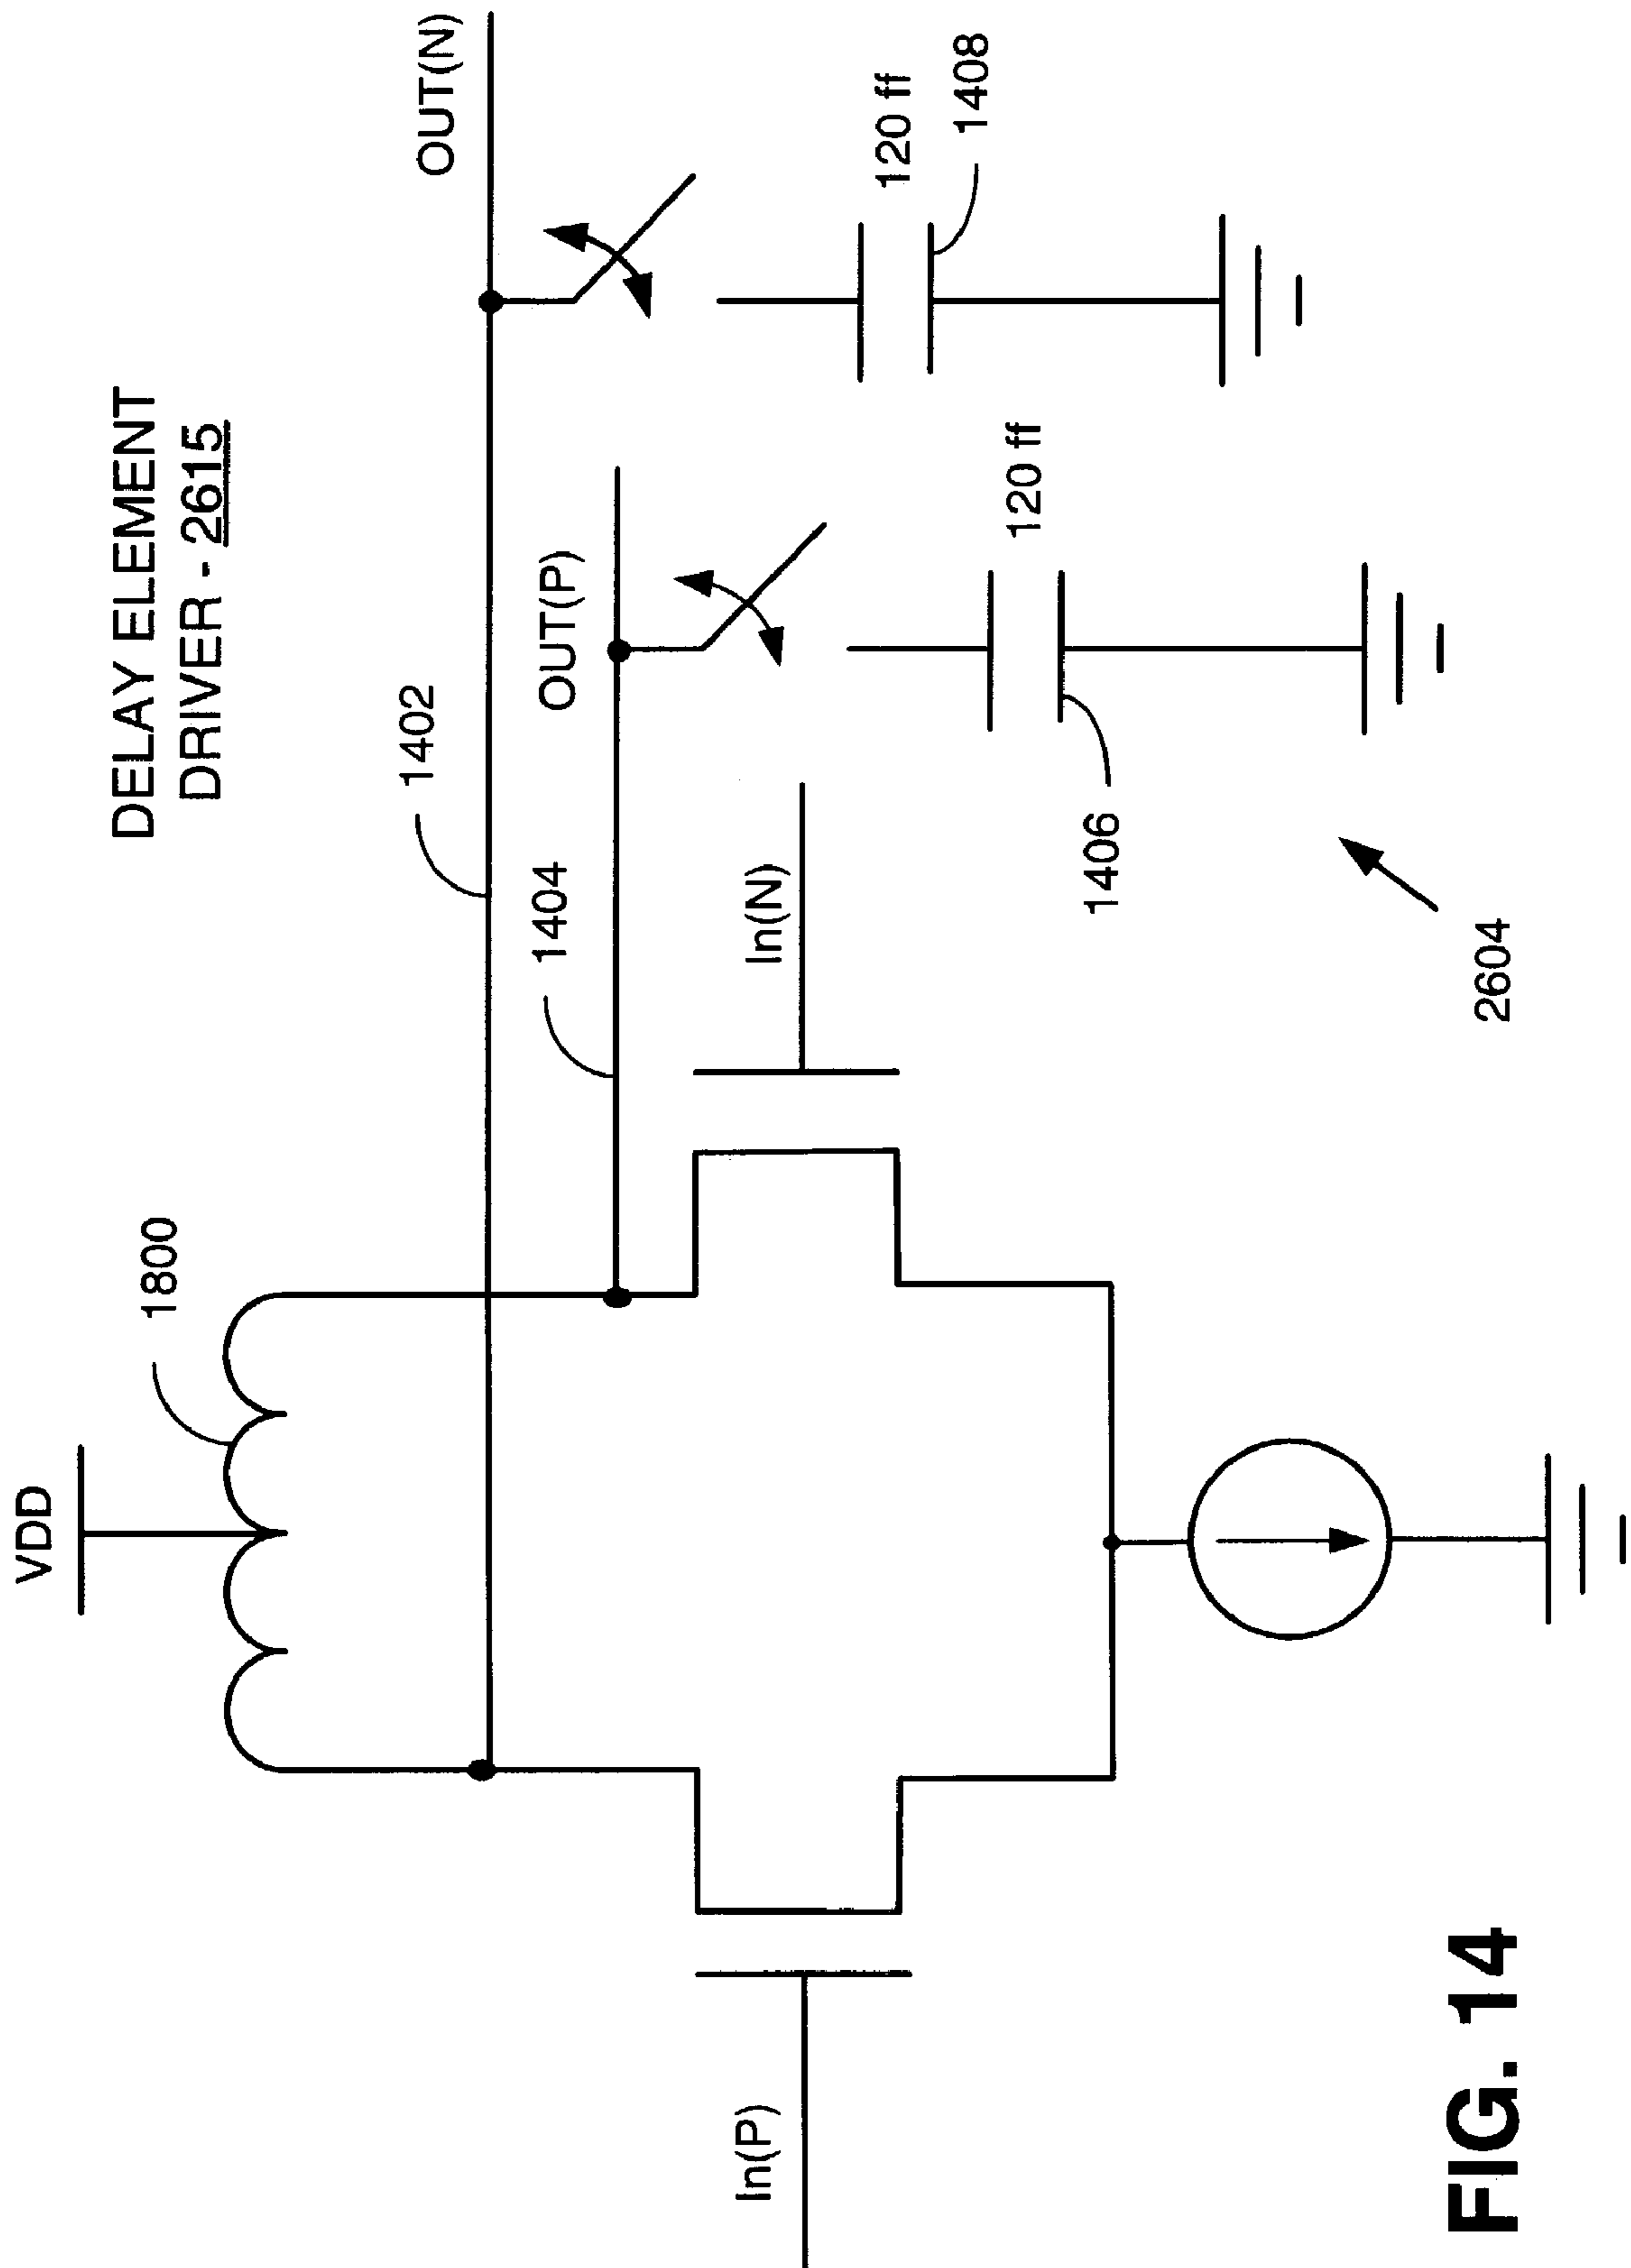 DELAY ELEMENT
DRIVER - 2615
VDD
1800
1402
OUT(N)
1404
OUT(P)
In(P)
In(N)
120 ff
1408
120 ff
1406
2604
FIG. 14